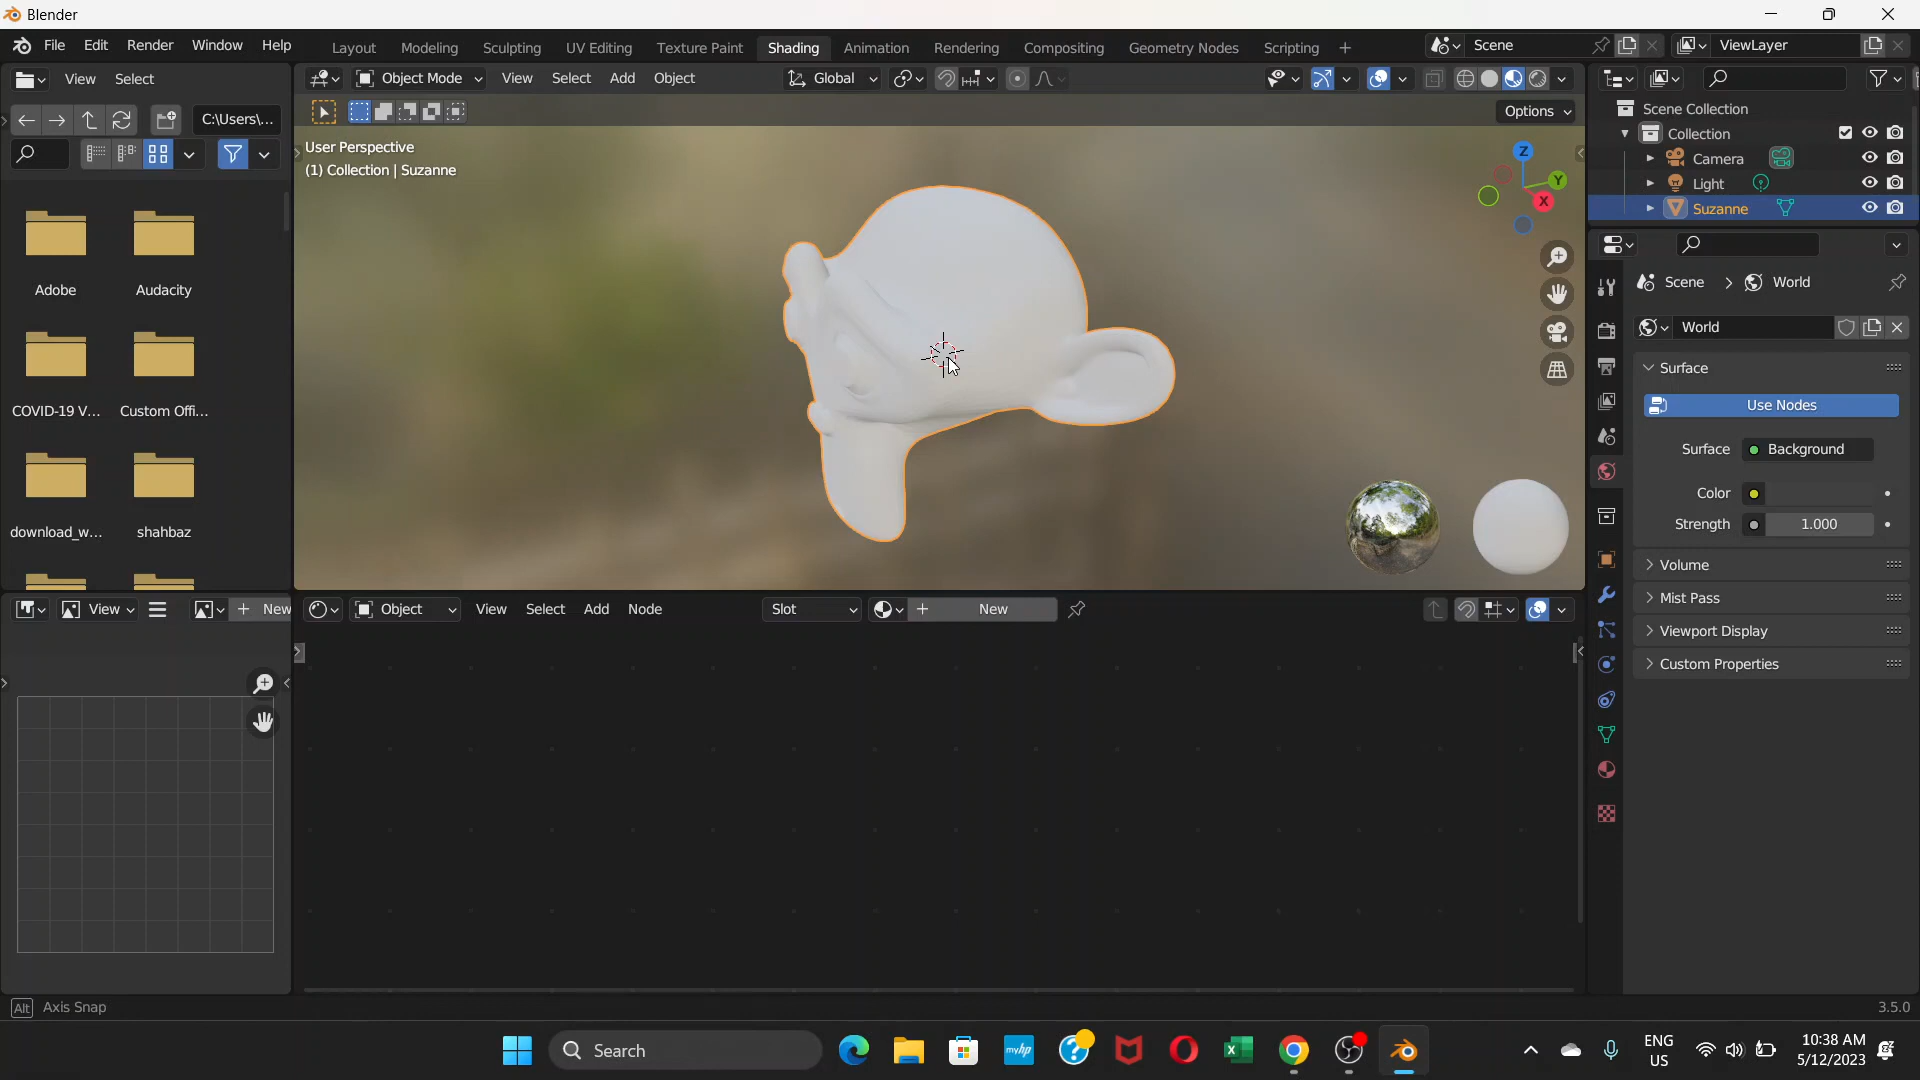 Blender
File Edit Render Window Help Layout Modeling Sculpting UV Editing Texture Paint Shading Animation Rendering Compositing Geometry Nodes Scripting + Scene ViewLayer
View Select Object Mode View Select Add Object Global
C:\Users\... Options
User Perspective
(1) Collection | Suzanne
Z
Y
X
Scene Collection
Collection
Camera
Light
Suzanne
Adobe Audacity
COVID-19 V... Custom Offi...
download_w... shahbaz
Scene > World
World
Surface
Use Nodes
Surface Background
Color
Strength 1.000
Volume
Mist Pass
Viewport Display
Custom Properties
View + New Object View Select Add Node Slot + New
Alt Axis Snap 3.5.0
Search myhp ENG
US 10:38 AM
5/12/2023